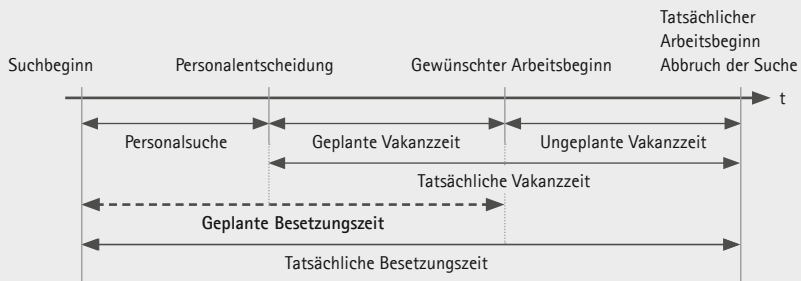 Tatsächlicher
Arbeitsbeginn
Suchbeginn Personalentscheidung Gewünschter Arbeitsbeginn Abbruch der Suche
t
Personalsuche Geplante Vakanzzeit Ungeplante Vakanzzeit
Tatsächliche Vakanzzeit
Geplante Besetzungszeit
Tatsächliche Besetzungszeit